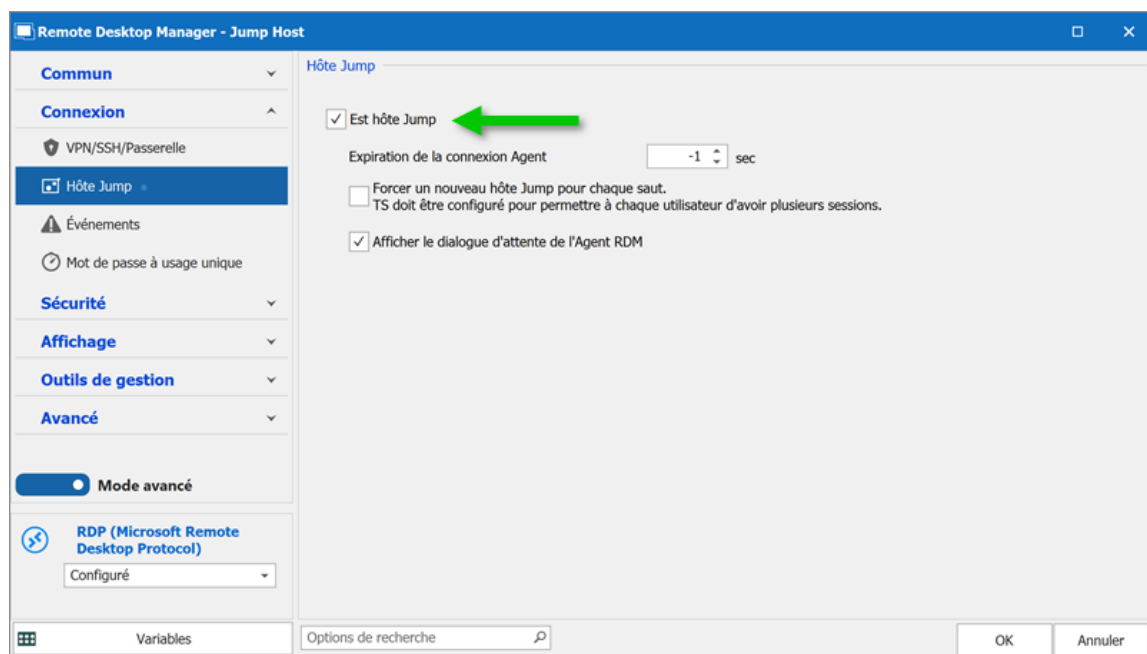 Remote Desktop Manager - Jump Host
Commun
Connexion
VPN/SSH/Passerelle
Hôte Jump
Événements
Mot de passe à usage unique
Sécurité
Affichage
Outils de gestion
Avancé
Mode avancé
RDP (Microsoft Remote
Desktop Protocol)
Configuré
Variables
Hôte Jump
Est hôte Jump
Expiration de la connexion Agent -1 sec
Forcer un nouveau hôte Jump pour chaque saut.
TS doit être configuré pour permettre à chaque utilisateur d'avoir plusieurs sessions.
Afficher le dialogue d'attente de l'Agent RDM
Options de recherche
OK
Annuler